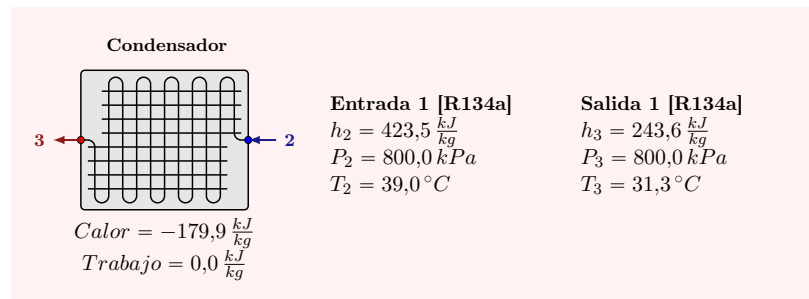 Condensador
3
2
Calor = −179,9 kJ/kg
Trabajo = 0,0 kJ/kg
Entrada 1 [R134a]
h₂ = 423,5 kJ/kg
P₂ = 800,0 kPa
T₂ = 39,0 °C
Salida 1 [R134a]
h₃ = 243,6 kJ/kg
P₃ = 800,0 kPa
T₃ = 31,3 °C